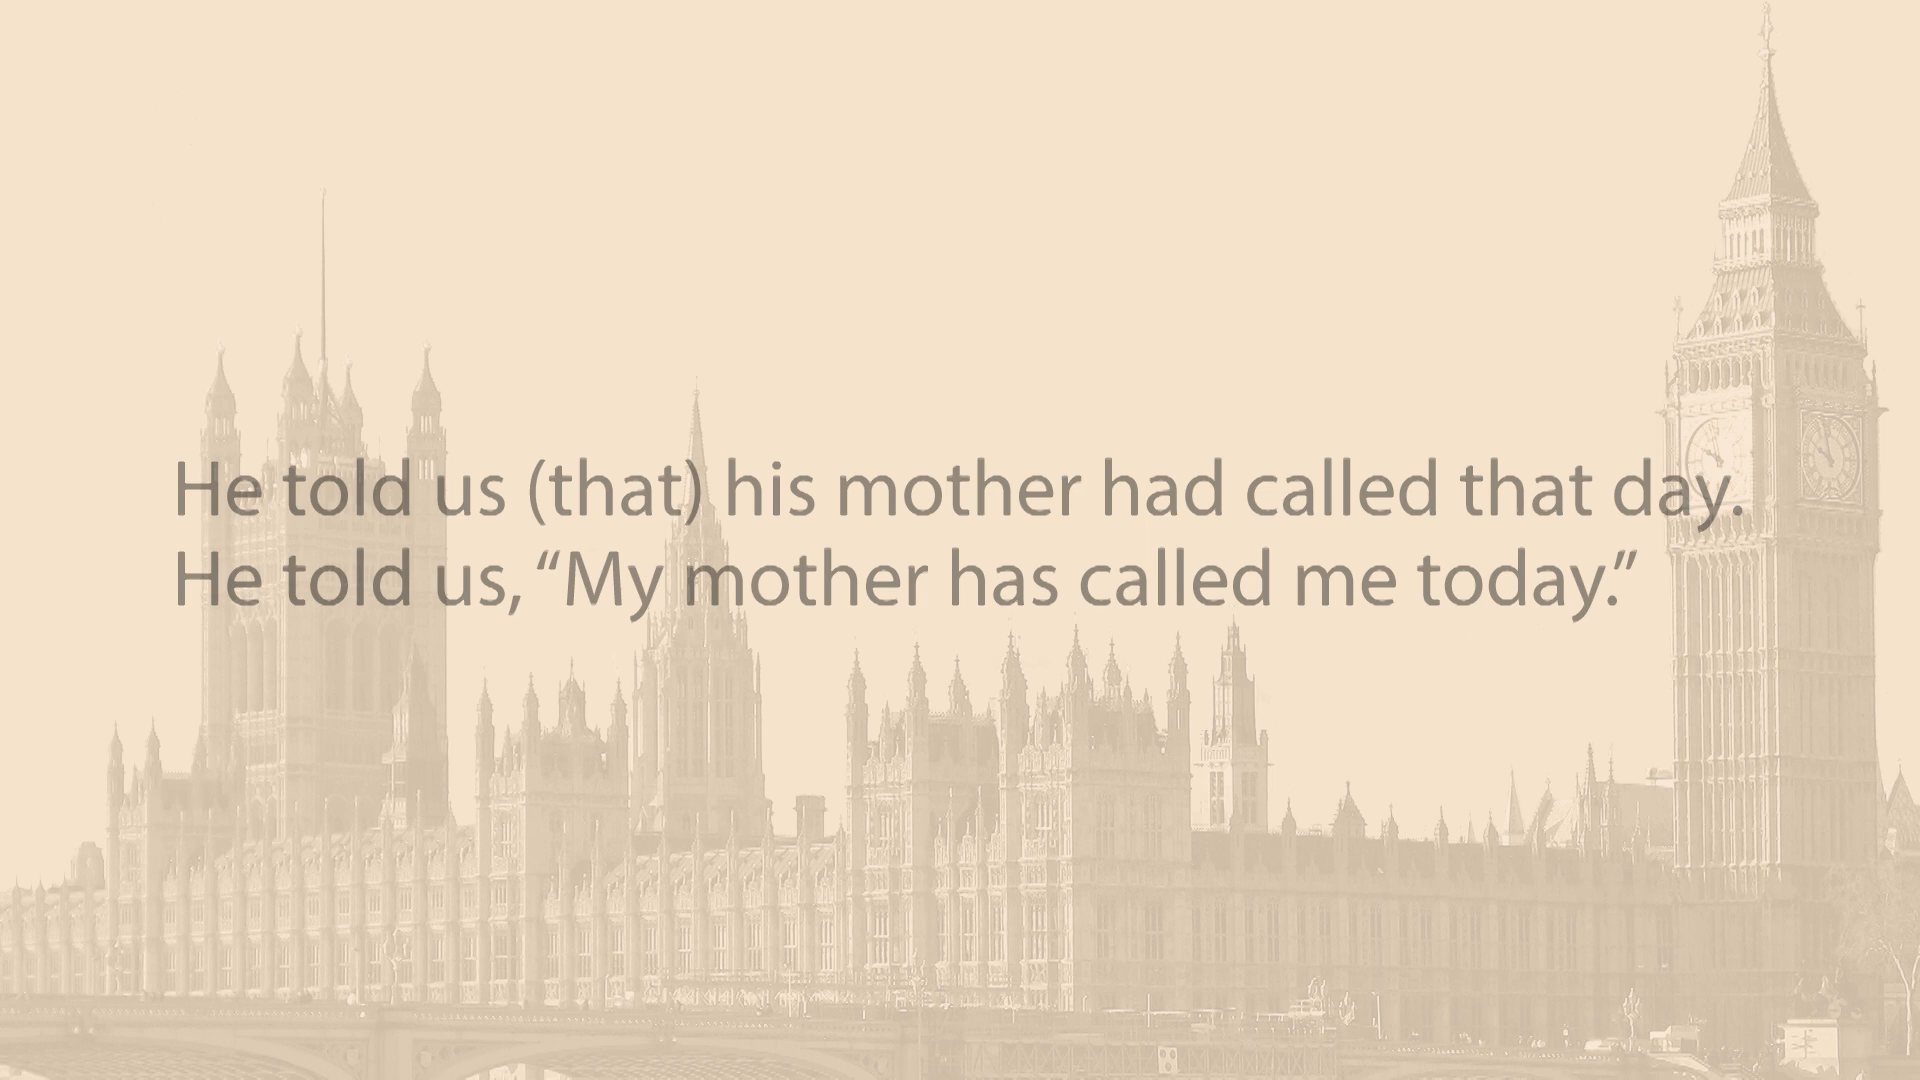 He told us (that) his mother had called that day.
He told us, “My mother has called me today.”